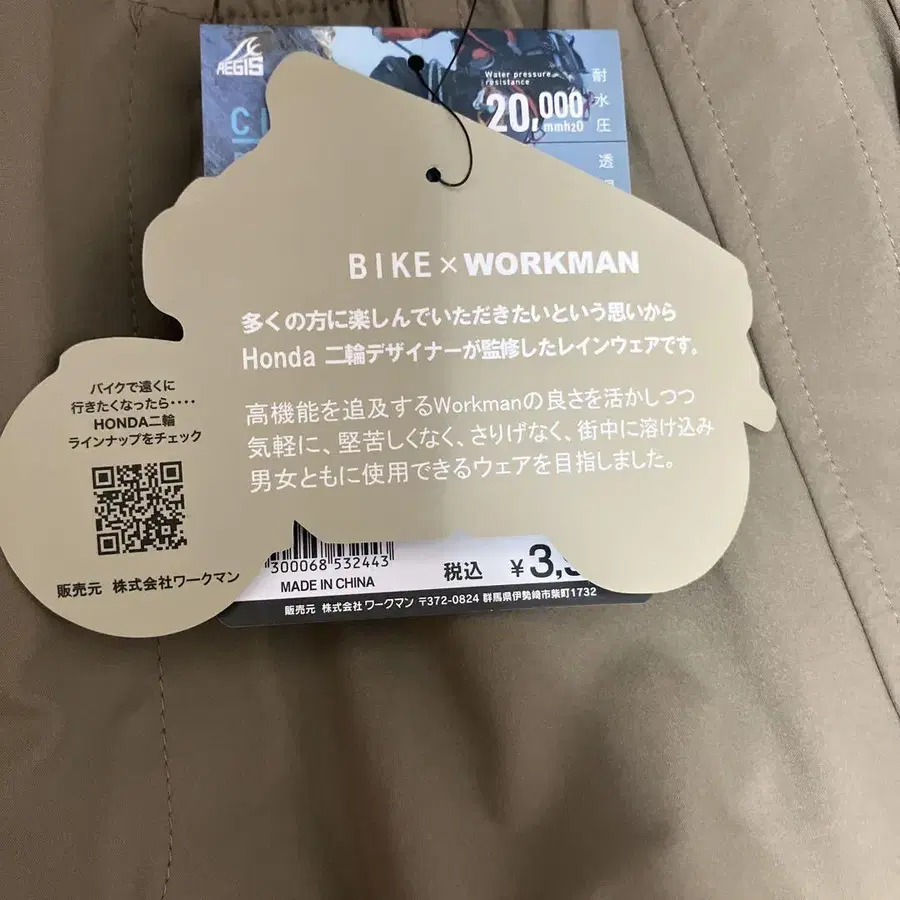 AEGIS
Water pressure
resistance
20,000
mmh2O
耐水圧
透
BIKE×WORKMAN
多くの方に楽しんでいただきたいという思いから
Honda 二輪デザイナーが監修したレインウェアです。
高機能を追及するWorkmanの良さを活かしつつ
気軽に、堅苦しくなく、さりげなく、街中に溶け込み
男女ともに使用できるウェアを目指しました。
バイクで遠くに
行きたくなったら‥‥
HONDA二輪
ラインナップをチェック
販売元 株式会社ワークマン
300068 532443
MADE IN CHINA
税込 ¥3,
販売元 株式会社 ワークマン 〒372-0824 群馬県伊勢崎市柴町1732